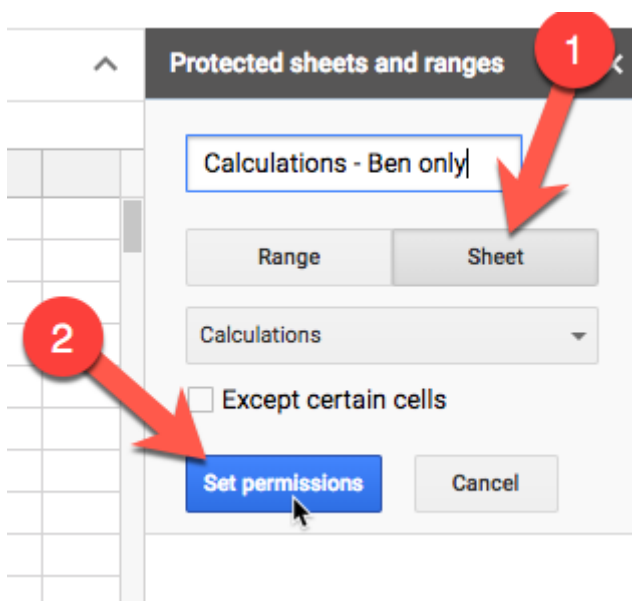 Protected sheets and ranges
1
Calculations - Ben only
Range Sheet
Calculations
2
Except certain cells
Set permissions Cancel